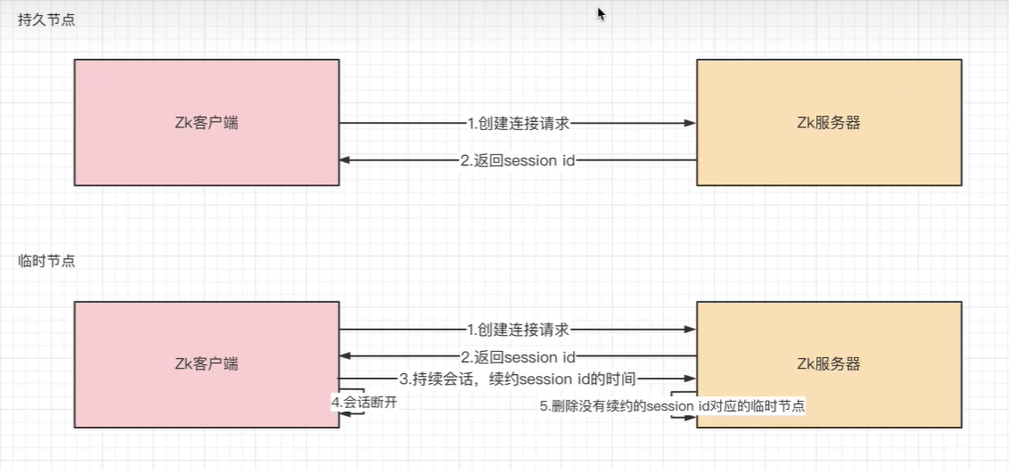 持久节点
Zk客户端
1.创建连接请求
Zk服务器
2.返回session id
临时节点
1.创建连接请求
2.返回session id
Zk客户端
Zk服务器
3.持续会话，续约session id的时间
4.会话断开
5.删除没有续约的session id对应的临时节点